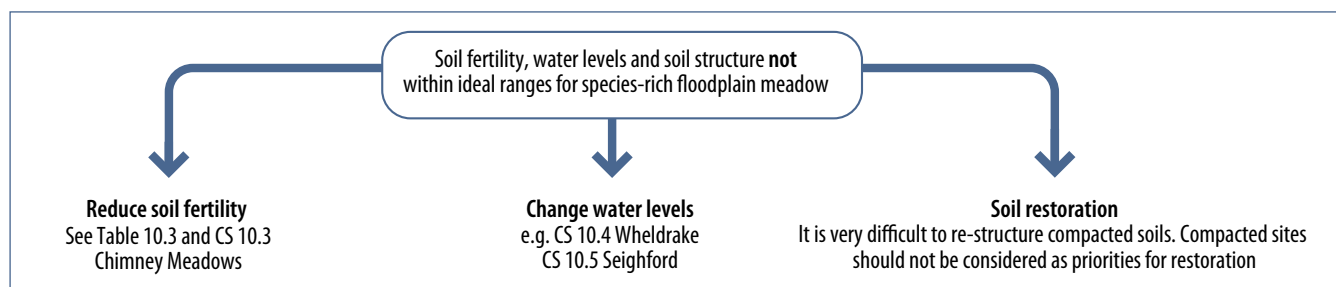 Soil fertility, water levels and soil structure not
within ideal ranges for species-rich floodplain meadow
Reduce soil fertility
See Table 10.3 and CS 10.3
Chimney Meadows
Change water levels
e.g. CS 10.4 Wheldrake
CS 10.5 Seighford
Soil restoration
It is very difficult to re-structure compacted soils. Compacted sites
should not be considered as priorities for restoration